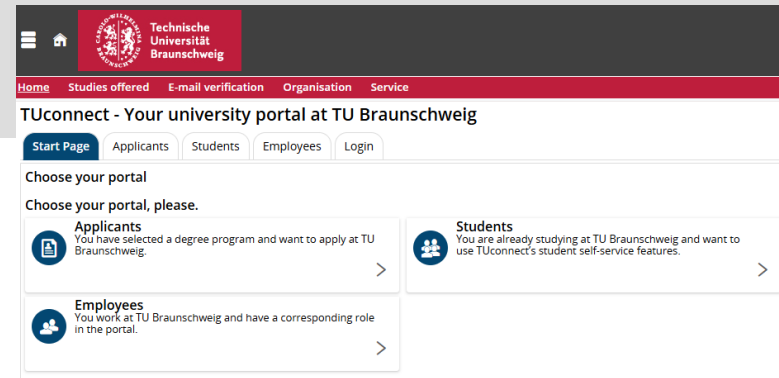 CAROLO-WILHELMINA
BRAUNSCHWEIG
Technische
Universität
Braunschweig
Home Studies offered E-mail verification Organisation Service
TUconnect - Your university portal at TU Braunschweig
Start Page Applicants Students Employees Login
Choose your portal
Choose your portal, please.
Applicants
You have selected a degree program and want to apply at TU
Braunschweig.
Students
You are already studying at TU Braunschweig and want to
use TUconnect's student self-service features.
Employees
You work at TU Braunschweig and have a corresponding role
in the portal.